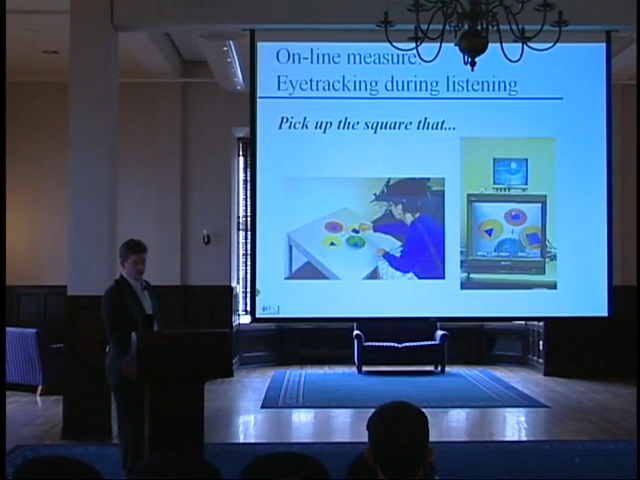 On-line measure:
Eyetracking during listening
Pick up the square that...